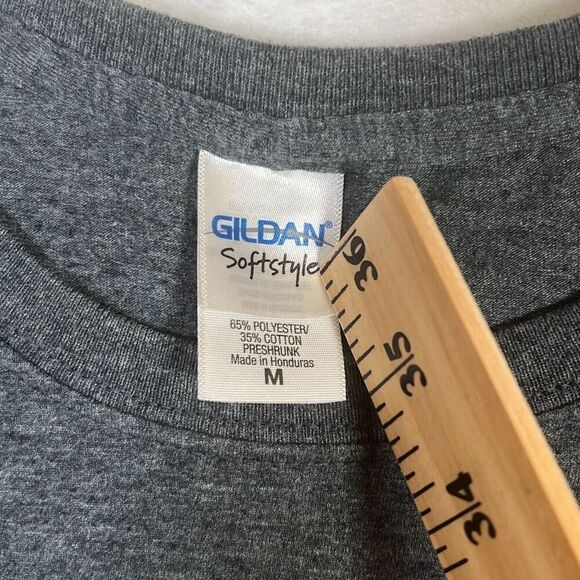 GILDAN®
Softstyle
65% POLYESTER/
35% COTTON
PRESHRUNK
Made in Honduras
M
36
35
34